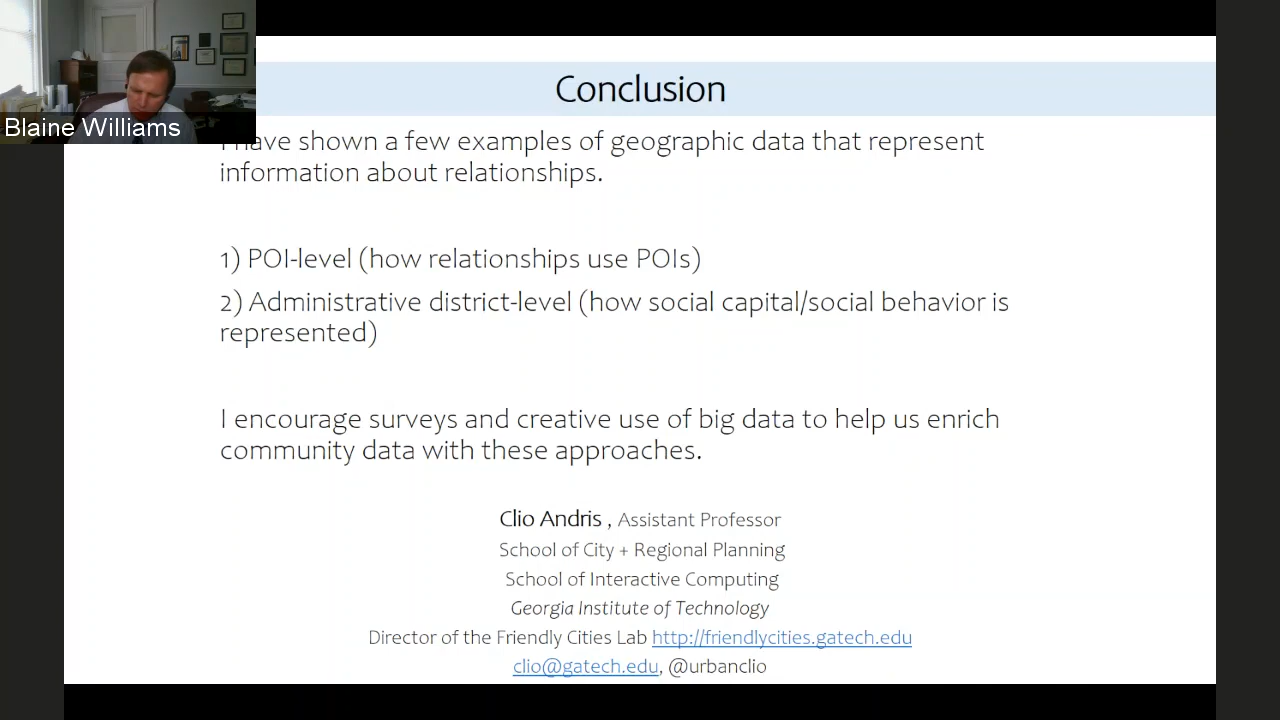 Conclusion
Blaine Williams
I have shown a few examples of geographic data that represent
information about relationships.
1) POI-level (how relationships use POIs)
2) Administrative district-level (how social capital/social behavior is
represented)
I encourage surveys and creative use of big data to help us enrich
community data with these approaches.
Clio Andris , Assistant Professor
School of City + Regional Planning
School of Interactive Computing
Georgia Institute of Technology
Director of the Friendly Cities Lab http://friendlycities.gatech.edu
clio@gatech.edu, @urbanclio